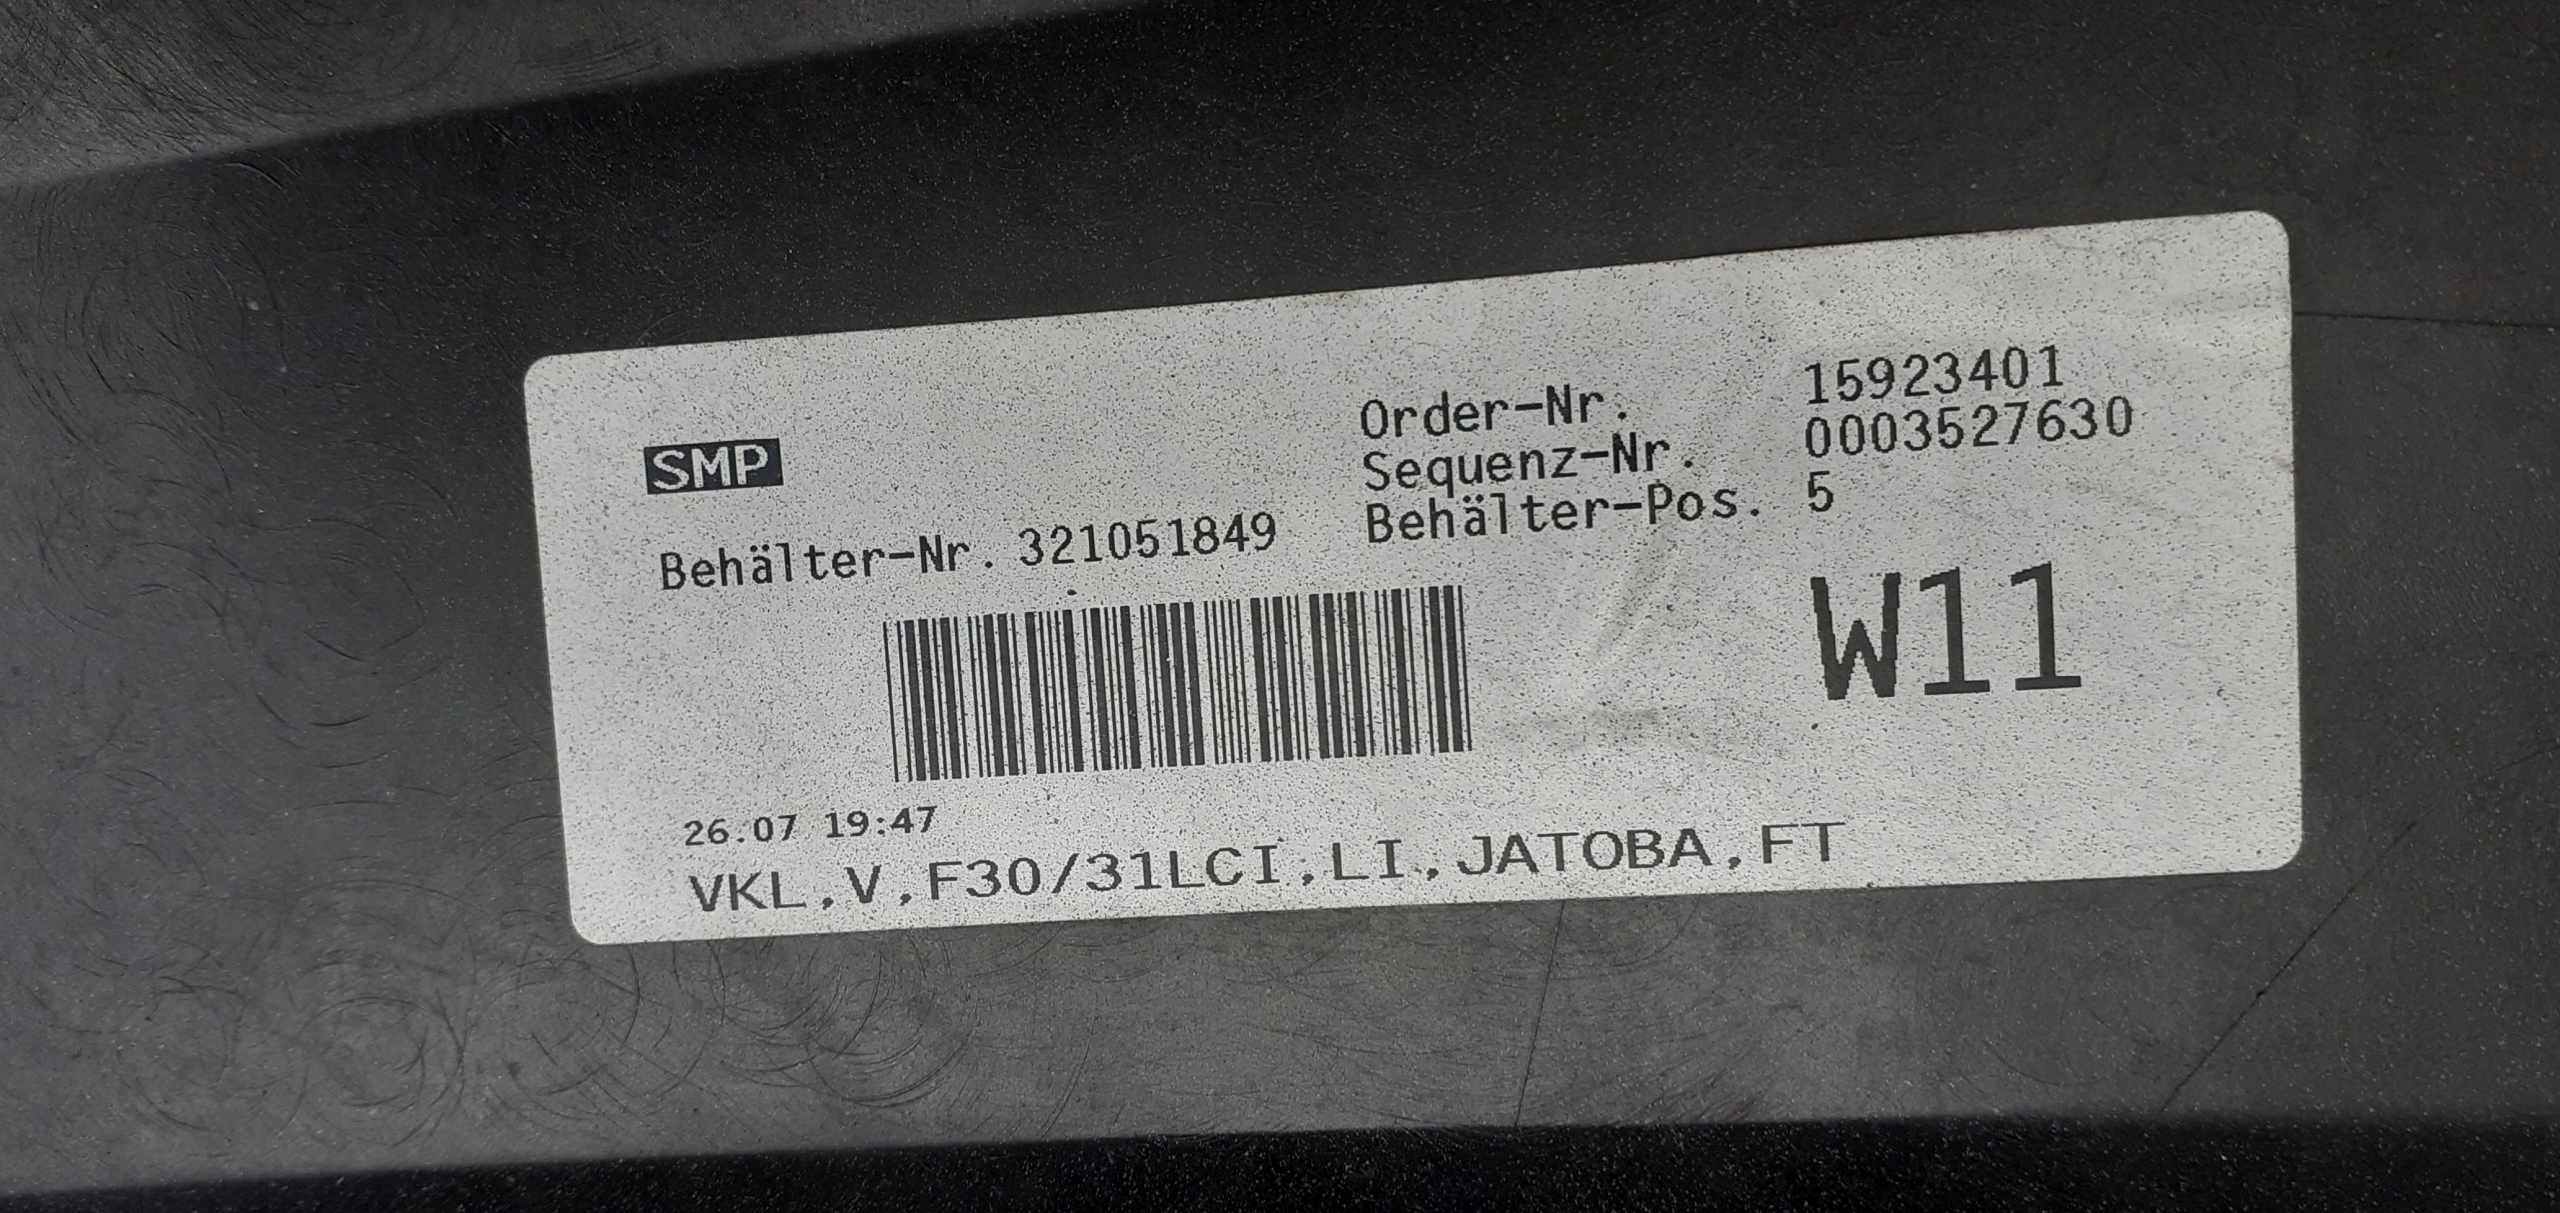 SMP
Order-Nr. 15923401
Sequenz-Nr. 0003527630
Behälter-Nr. 321051849 Behälter-Pos. 5
W11
26.07 19:47
VKL,V,F30/31LCI,LI,JATOBA,FT